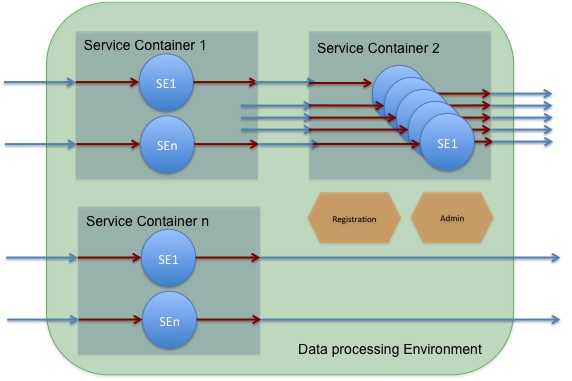 Service Container 1
SE1
SEn
Service Container 2
SE1
Registration
Admin
Service Container n
SE1
SEn
Data processing Environment